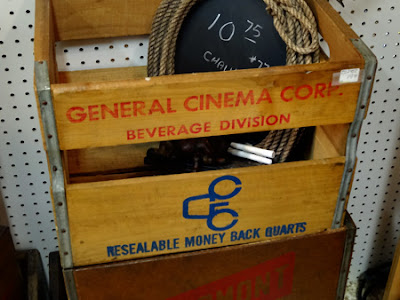 10 75
GENERAL CINEMA CORP.
BEVERAGE DIVISION
RESEALABLE MONEY BACK QUARTS